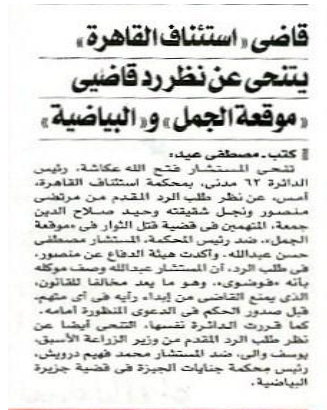 قاضى «استئناف القاهرة»
يتنحى عن نظر رد قاضيى
«موقعة الجمل» و«البياضية»
كتب - مصطفى عيد:
تنحى المستشار فتح الله عكاشة، رئيس
الدائرة ٦٢ مدنى، بمحكمة استئناف القاهرة،
أمس، عن نظر طلب الرد المقدم من مرتضى
منصور ونجل شقيقته وحيد صلاح الدين
جمعة، المتهمين فى قضية قتل الثوار فى «موقعة
الجمل»، ضد رئيس المحكمة، المستشار مصطفى
حسن عبدالله. وأكدت هيئة الدفاع عن منصور،
فى طلب الرد، أن المستشار عبدالله وصف موكله
بأنه «فوضوى»، وهو ما يعد مخالفا للقانون،
الذى يمنع القاضى من إبداء رأيه فى أى متهم،
قبل صدور الحكم فى الدعوى المنظورة أمامه.
كما قررت الدائرة نفسها، التنحى أيضا عن
نظر طلب الرد المقدم من وزير الزراعة الأسبق،
يوسف والى، ضد المستشار محمد فهيم درويش،
رئيس محكمة جنايات الجيزة فى قضية جزيرة
البياضية.